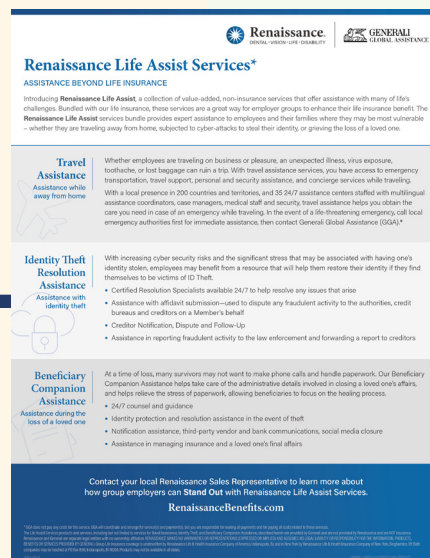 Renaissance.
DENTAL • VISION • LIFE • DISABILITY
GENERALI
GLOBAL ASSISTANCE
Renaissance Life Assist Services*
ASSISTANCE BEYOND LIFE INSURANCE
Introducing Renaissance Life Assist, a collection of value-added, non-insurance services that offer assistance with many of life's
challenges. Bundled with our life insurance, these services are a great way for employer groups to enhance their life insurance benefit. The
Renaissance Life Assist services bundle provides expert assistance to employees and their families where they may be most vulnerable
– whether they are traveling away from home, subjected to cyber-attacks to steal their identity, or grieving the loss of a loved one.
Travel
Assistance
Assistance while
away from home
Whether employees are traveling on business or pleasure, an unexpected illness, virus exposure,
toothache, or lost baggage can ruin a trip. With travel assistance services, you have access to emergency
transportation, travel support, personal and security assistance, and concierge services while traveling.
With a local presence in 200 countries and territories, and 35 24/7 assistance centers staffed with multilingual
assistance coordinators, case managers, medical staff and security, travel assistance helps you obtain the
care you need in case of an emergency while traveling. In the event of a life-threatening emergency, call local
emergency authorities first for immediate assistance, then contact Generali Global Assistance (GGA).*
Identity Theft
Resolution
Assistance
Assistance with
identity theft
With increasing cyber security risks and the significant stress that may be associated with having one's
identity stolen, employees may benefit from a resource that will help them restore their identity if they find
themselves to be victims of ID Theft.
• Certified Resolution Specialists available 24/7 to help resolve any issues that arise
• Assistance with affidavit submission—used to dispute any fraudulent activity to the authorities, credit
bureaus and creditors on a Member's behalf
• Creditor Notification, Dispute and Follow-Up
• Assistance in reporting fraudulent activity to the law enforcement and forwarding a report to creditors
Beneficiary
Companion
Assistance
Assistance during the
loss of a loved one
At a time of loss, many survivors may not want to make phone calls and handle paperwork. Our Beneficiary
Companion Assistance helps take care of the administrative details involved in closing a loved one's affairs,
and helps relieve the stress of paperwork, allowing beneficiaries to focus on the healing process.
• 24/7 counsel and guidance
• Identity protection and resolution assistance in the event of theft
• Notification assistance, third-party vendor and bank communications, social media closure
• Assistance in managing insurance and a loved one's final affairs
Contact your local Renaissance Sales Representative to learn more about
how group employers can Stand Out with Renaissance Life Assist Services.
RenaissanceBenefits.com